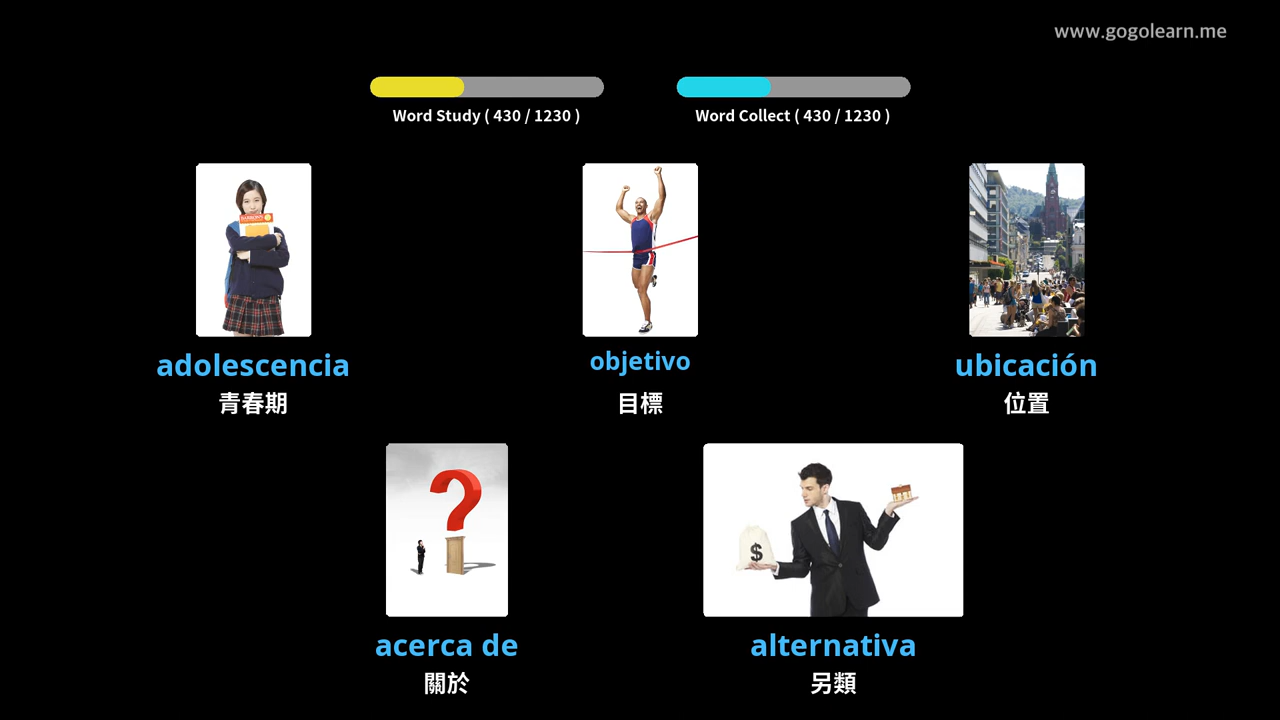 www.gogolearn.me
Word Study ( 430 / 1230 )
Word Collect ( 430 / 1230 )
BARRON'S
adolescencia
青春期
objetivo
目標
ubicación
位置
$
acerca de
關於
alternativa
另類